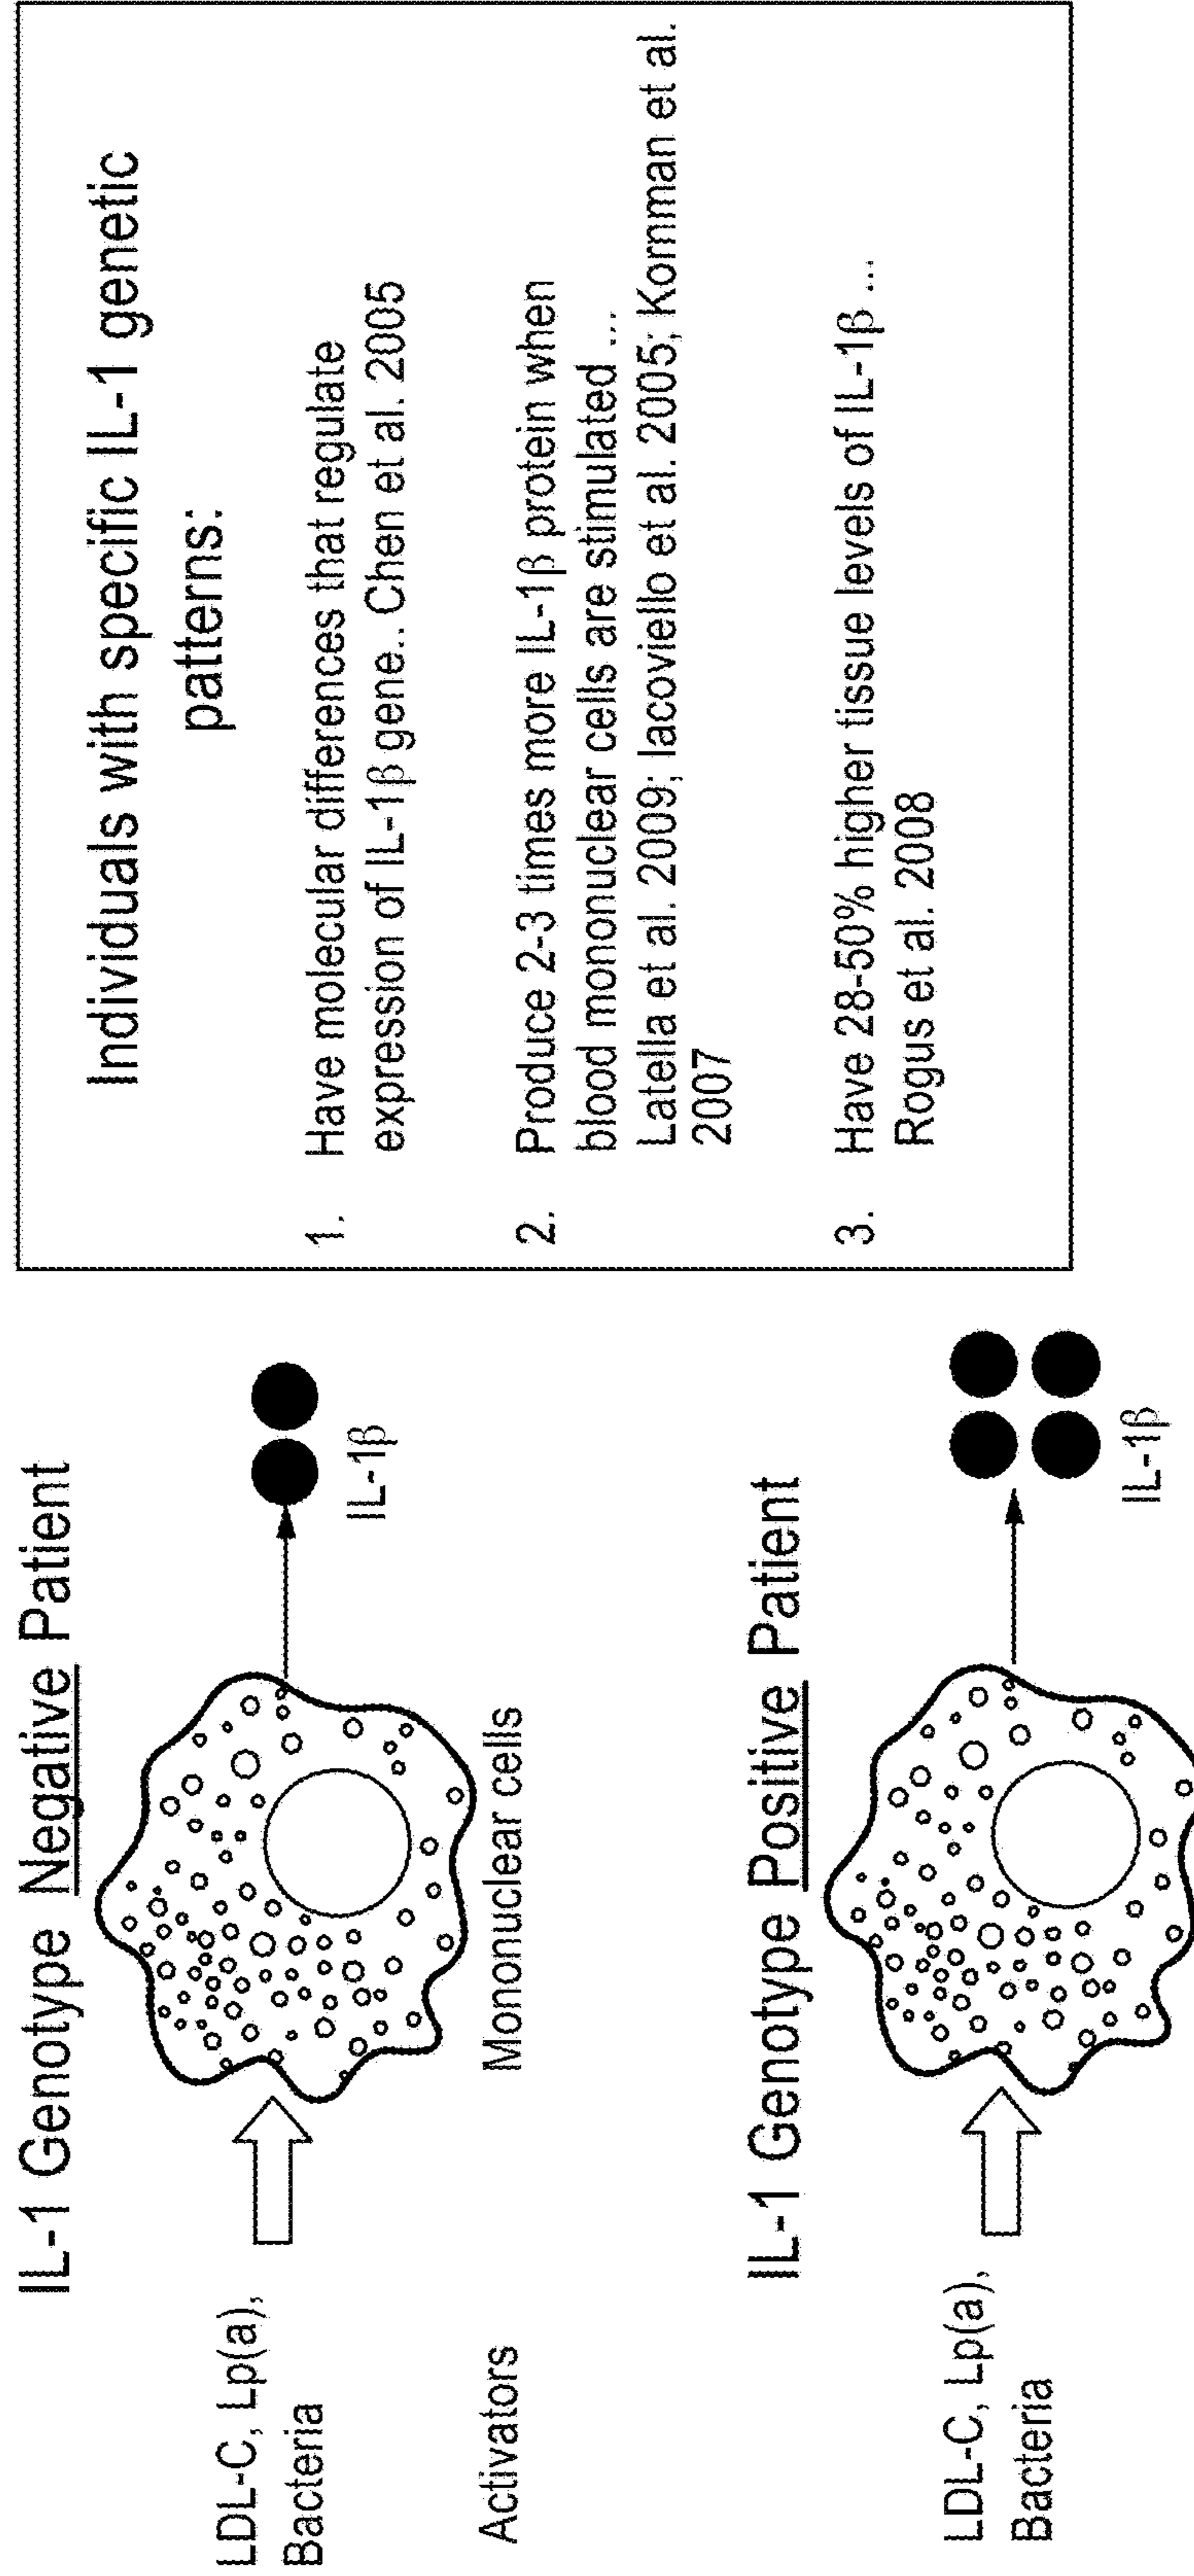 IL-1 Genotype Negative Patient
LDL-C, Lp(a),
Bacteria
IL-1β
Activators
Mononuclear cells
IL-1 Genotype Positive Patient
LDL-C, Lp(a),
Bacteria
IL-1β
Individuals with specific IL-1 genetic
patterns:
1. Have molecular differences that regulate
expression of IL-1β gene.. Chen et al. 2005
2. Produce 2-3 times more IL-1β protein when
blood mononuclear cells are stimulated ...
Latella et al. 2009; Iacoviello et al. 2005; Kornman et al.
2007
3. Have 28-50% higher tissue levels of IL-1β ...
Rogus et al. 2008